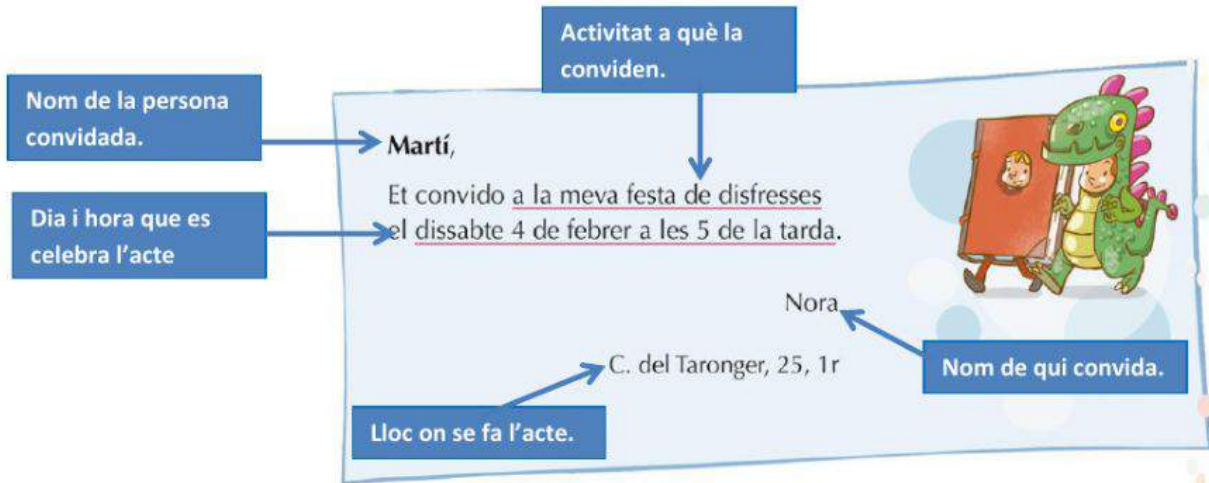 Activitat a què la
conviden.
Nom de la persona
convidada.
Martí,
Et convido a la meva festa de disfresses
Dia i hora que es
celebra l’acte
el dissabte 4 de febrer a les 5 de la tarda.
Nora
C. del Taronger, 25, 1r
Nom de qui convida.
Lloc on se fa l’acte.